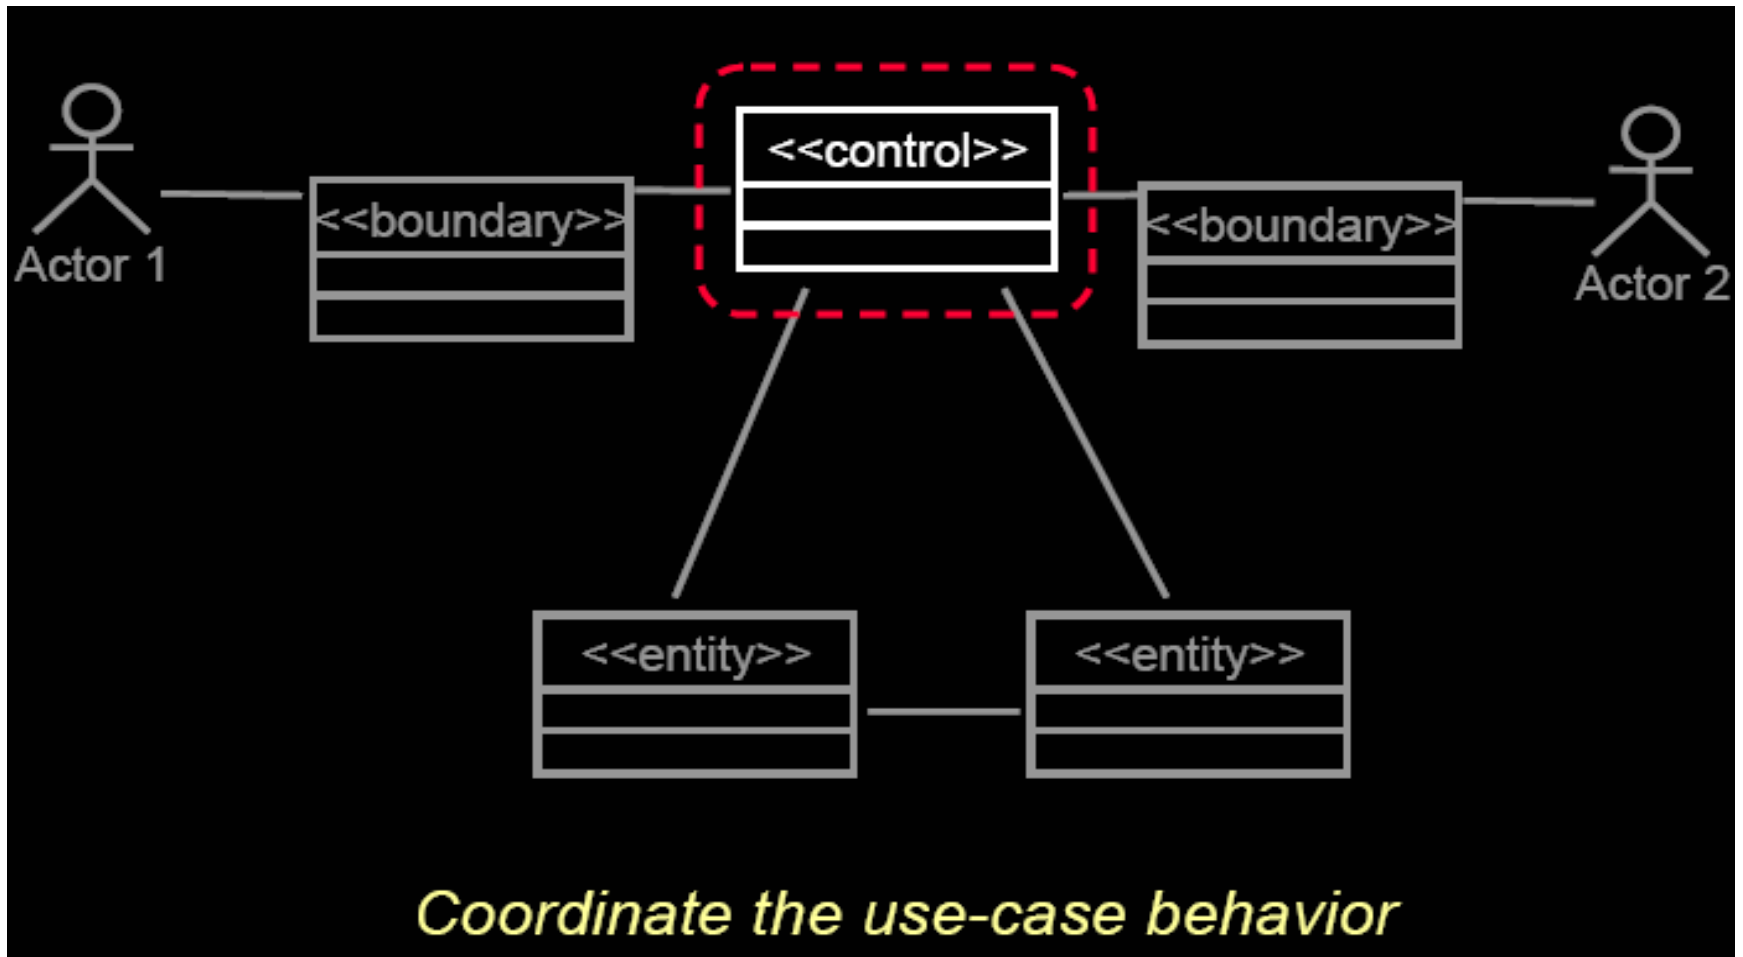 <<control>>
<<boundary>>
<<boundary>>
Actor 1
Actor 2
<<entity>>
<<entity>>
Coordinate the use-case behavior